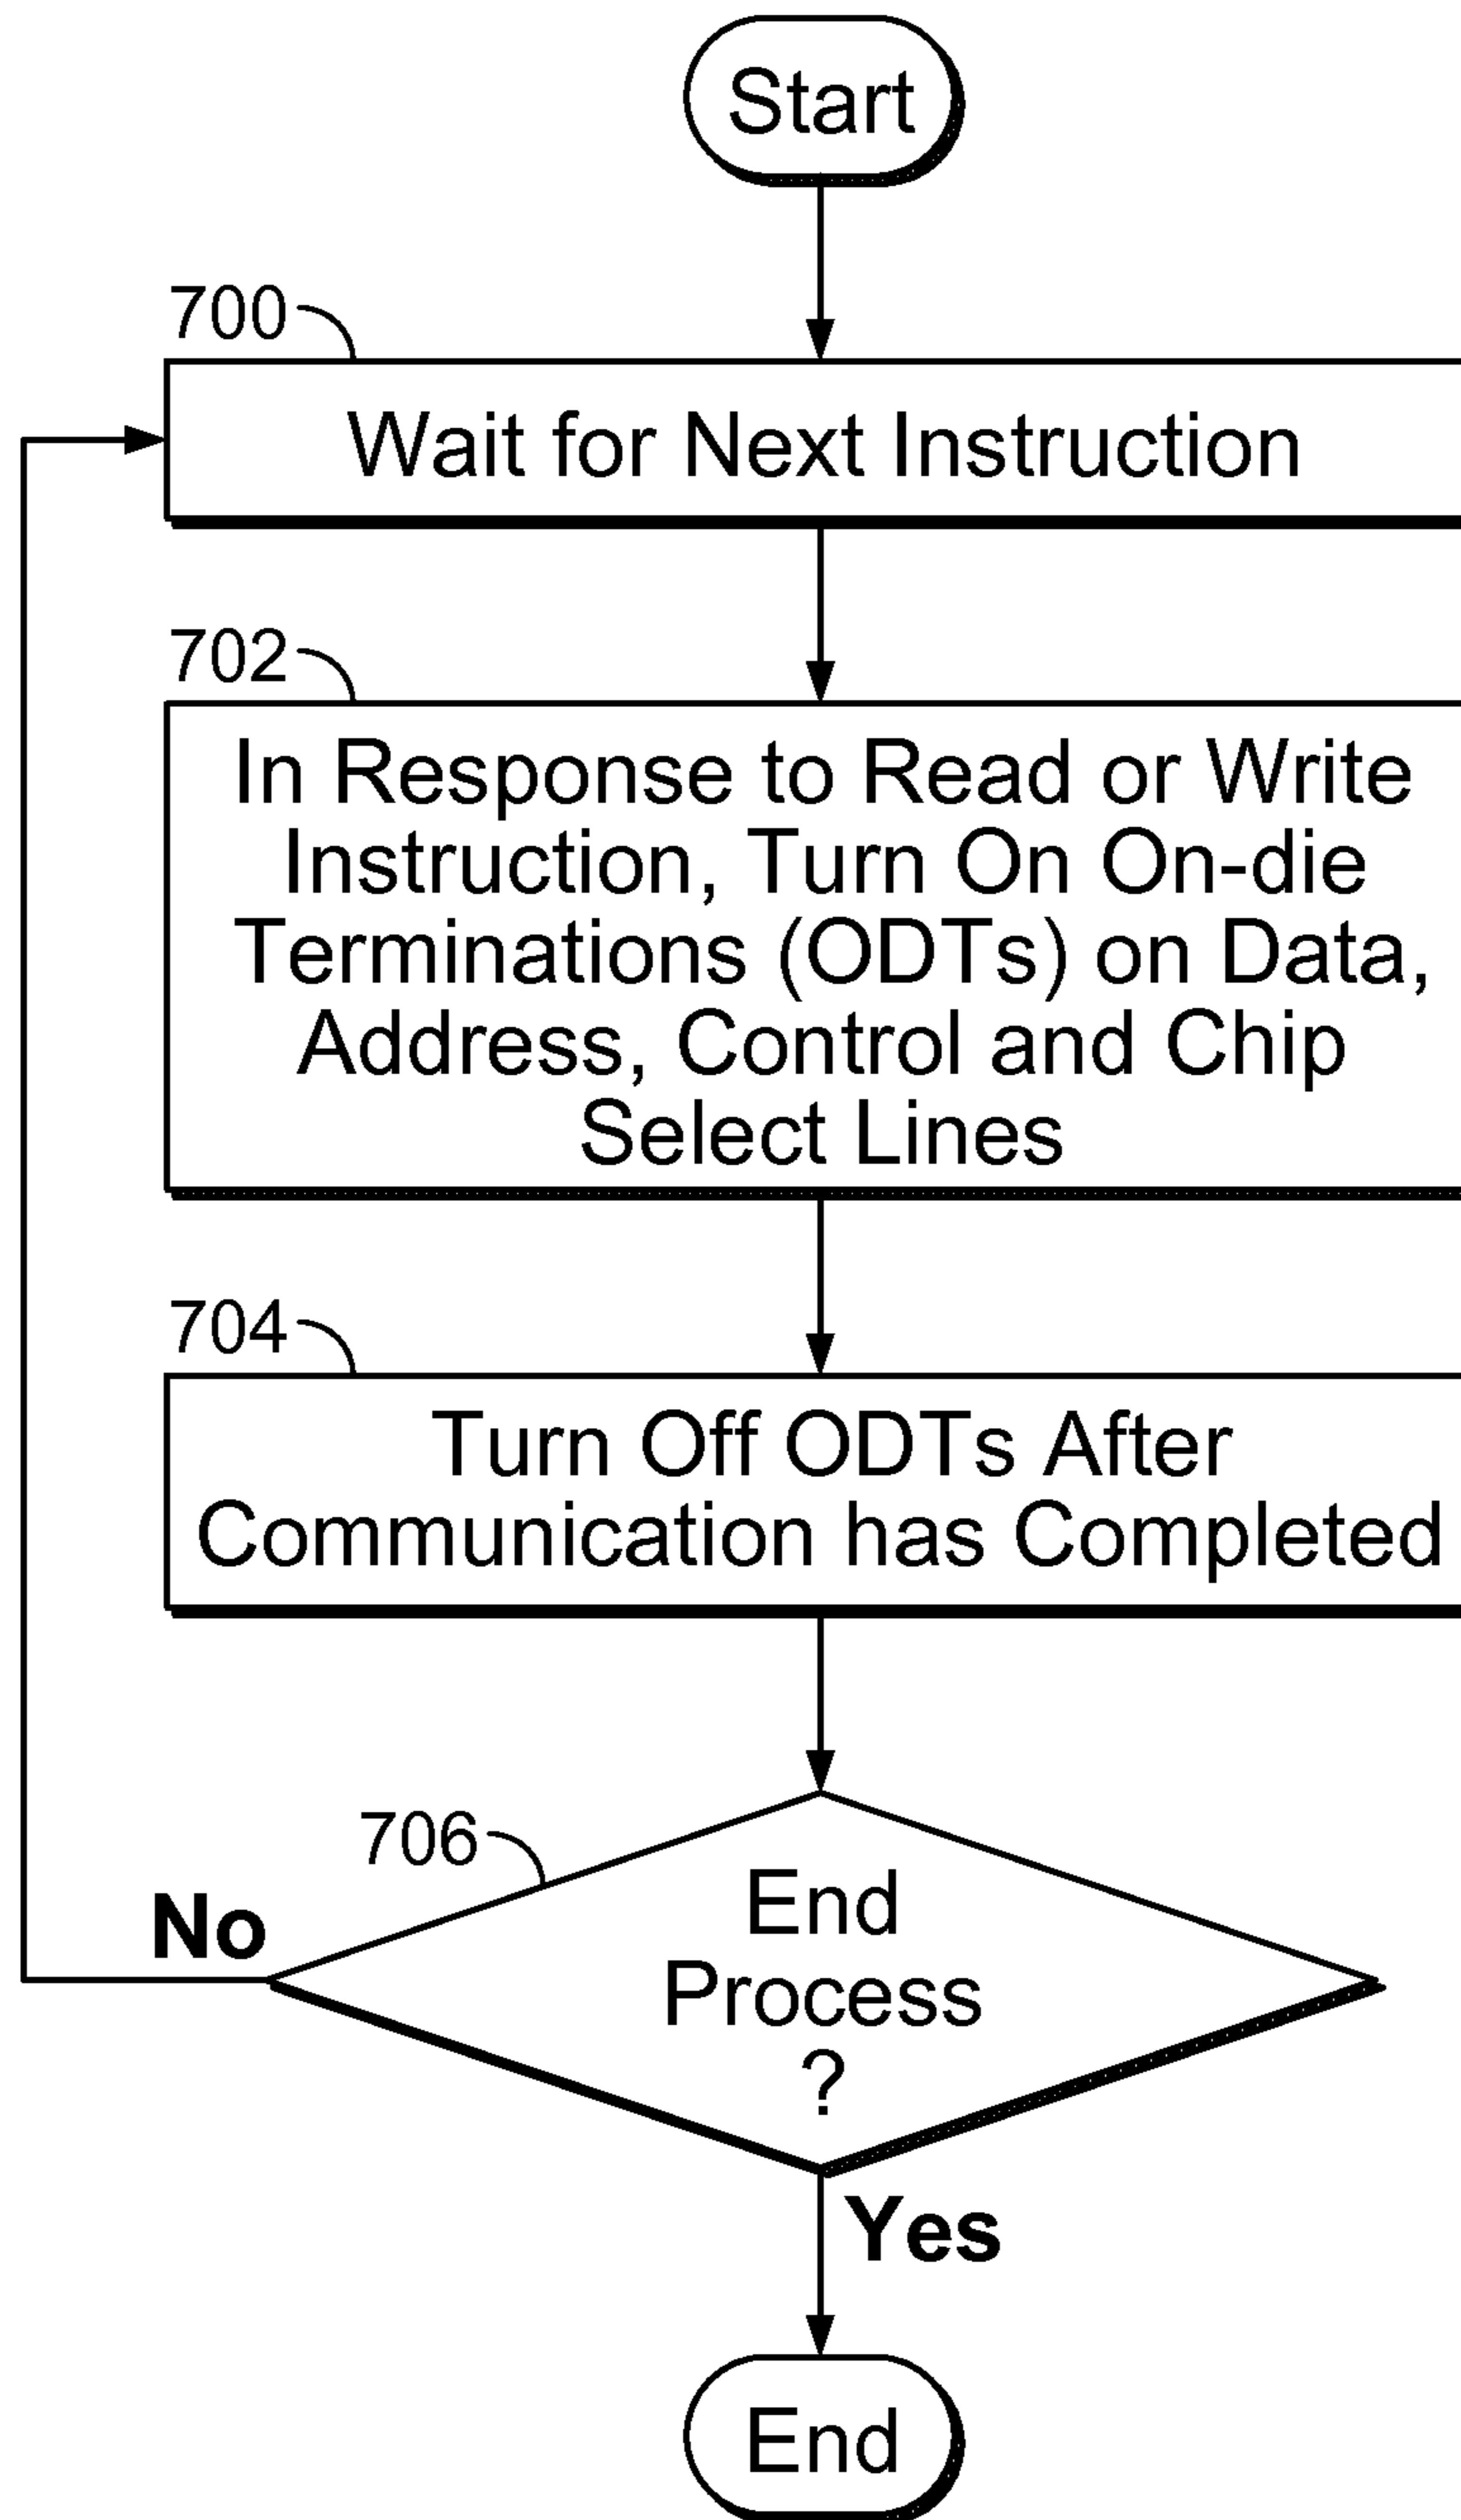 Start
700
Wait for Next Instruction
702
In Response to Read or Write
Instruction, Turn On On-die
Terminations (ODTs) on Data,
Address, Control and Chip
Select Lines
704
Turn Off ODTs After
Communication has Completed
706
End
Process
?
No
Yes
End